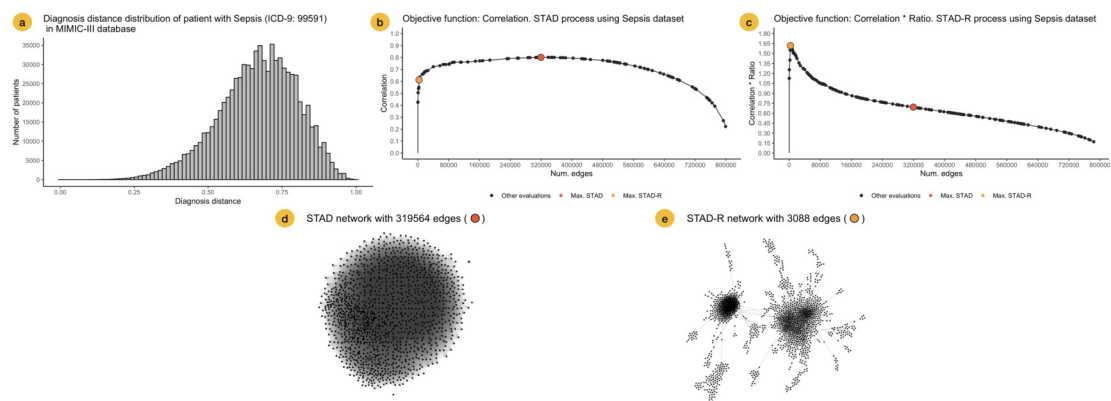 a
Diagnosis distance distribution of patient with Sepsis (ICD-9: 99591)
in MIMIC-III database
Number of patients
35000
30000
25000
20000
15000
10000
5000
0
0.00 0.25 0.50 0.75 1.00
Diagnosis distance
b
Objective function: Correlation. STAD process using Sepsis dataset
Correlation
1.0
0.9
0.8
0.7
0.6
0.5
0.4
0.3
0.2
0.1
0.0
0 80000 160000 240000 320000 400000 480000 560000 640000 720000 800000
Num. edges
Other evaluations Max. STAD Max. STAD-R
c
Objective function: Correlation * Ratio. STAD-R process using Sepsis dataset
Correlation * Ratio
1.80
1.65
1.50
1.35
1.20
1.05
0.90
0.75
0.60
0.45
0.30
0.15
0.00
0 80000 160000 240000 320000 400000 480000 560000 640000 720000 800000
Num. edges
Other evaluations Max. STAD Max. STAD-R
d
STAD network with 319564 edges ( )
e
STAD-R network with 3088 edges ( )